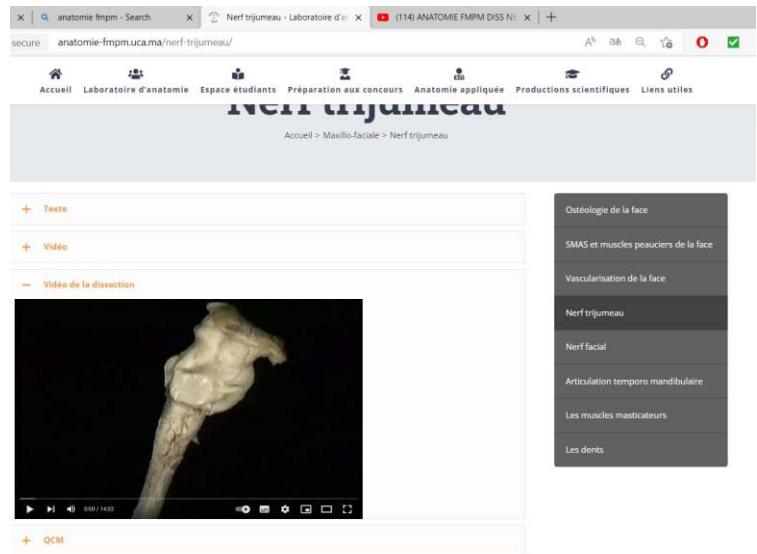 anatomie fmpm - Search
Nerf trijumeau - Laboratoire d'an
(114) ANATOMIE FMPM DISS NE
secure anatomie-fmpm.uca.ma/nerf-trijumeau/
Accueil Laboratoire d'anatomie Espace étudiants Préparation aux concours Anatomie appliquée Productions scientifiques Liens utiles
Nerf trijumeau
Accueil > Maxillo-faciale > Nerf trijumeau
Texte
Vidéo
Vidéo de la dissection
0:00 / 14:02
QCM
Ostéologie de la face
SMAS et muscles peauciers de la face
Vascularisation de la face
Nerf trijumeau
Nerf facial
Articulation temporo mandibulaire
Les muscles masticateurs
Les dents